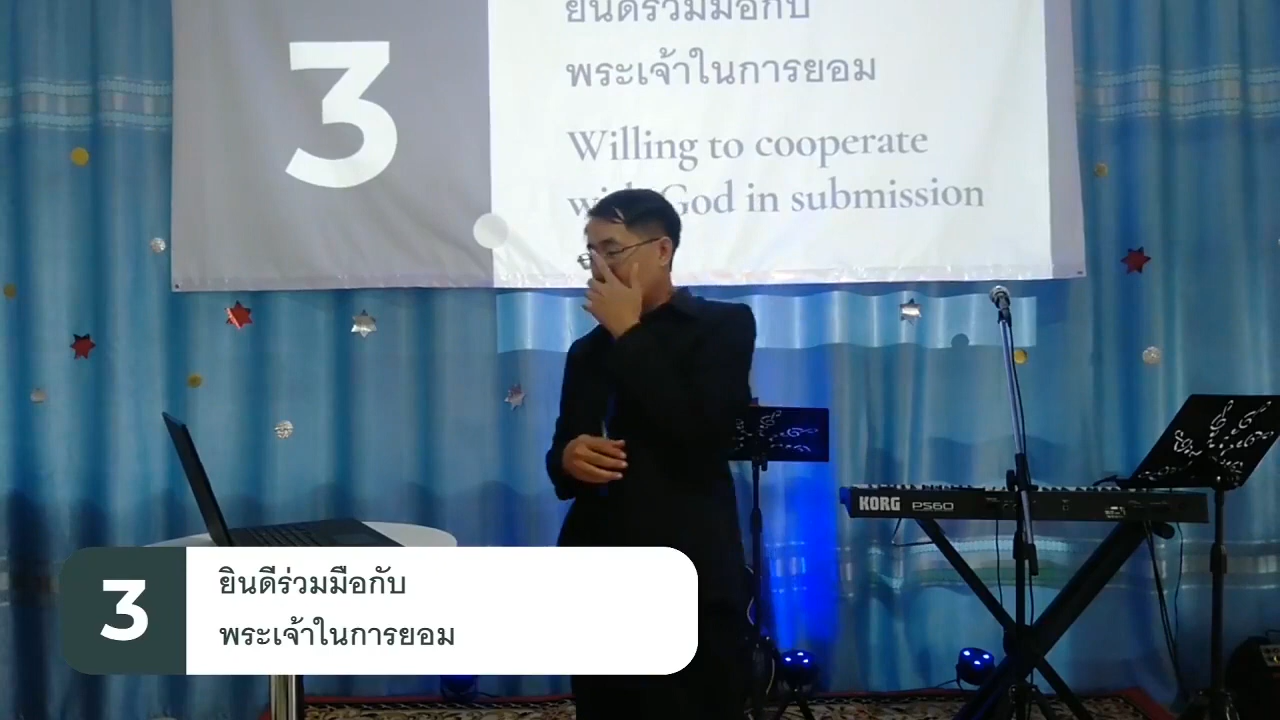 3
ยินดีร่วมมือกับ
พระเจ้าในการยอม
Willing to cooperate
with God in submission
KORG PS60
3
ยินดีร่วมมือกับ
พระเจ้าในการยอม